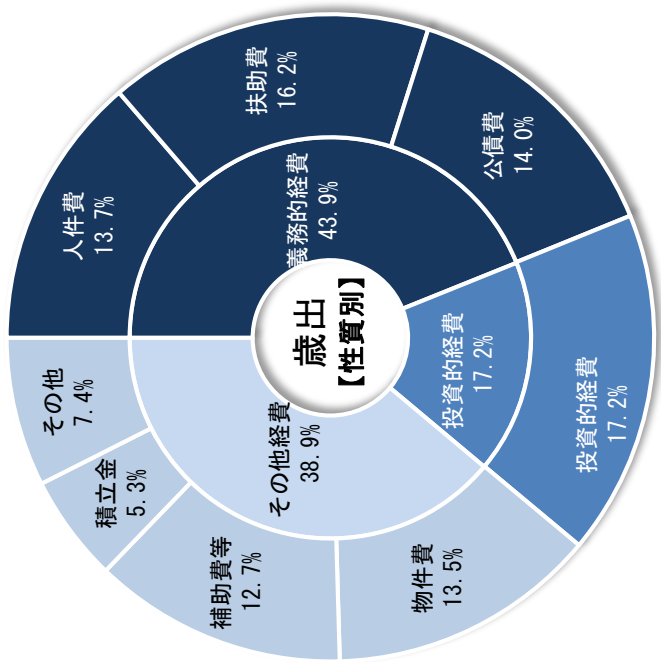 歳出
【性質別】
義務的経費
43.9%
投資的経費
17.2%
その他経費
38.9%
人件費
13.7%
扶助費
16.2%
公債費
14.0%
投資的経費
17.2%
物件費
13.5%
補助費等
12.7%
積立金
5.3%
その他
7.4%